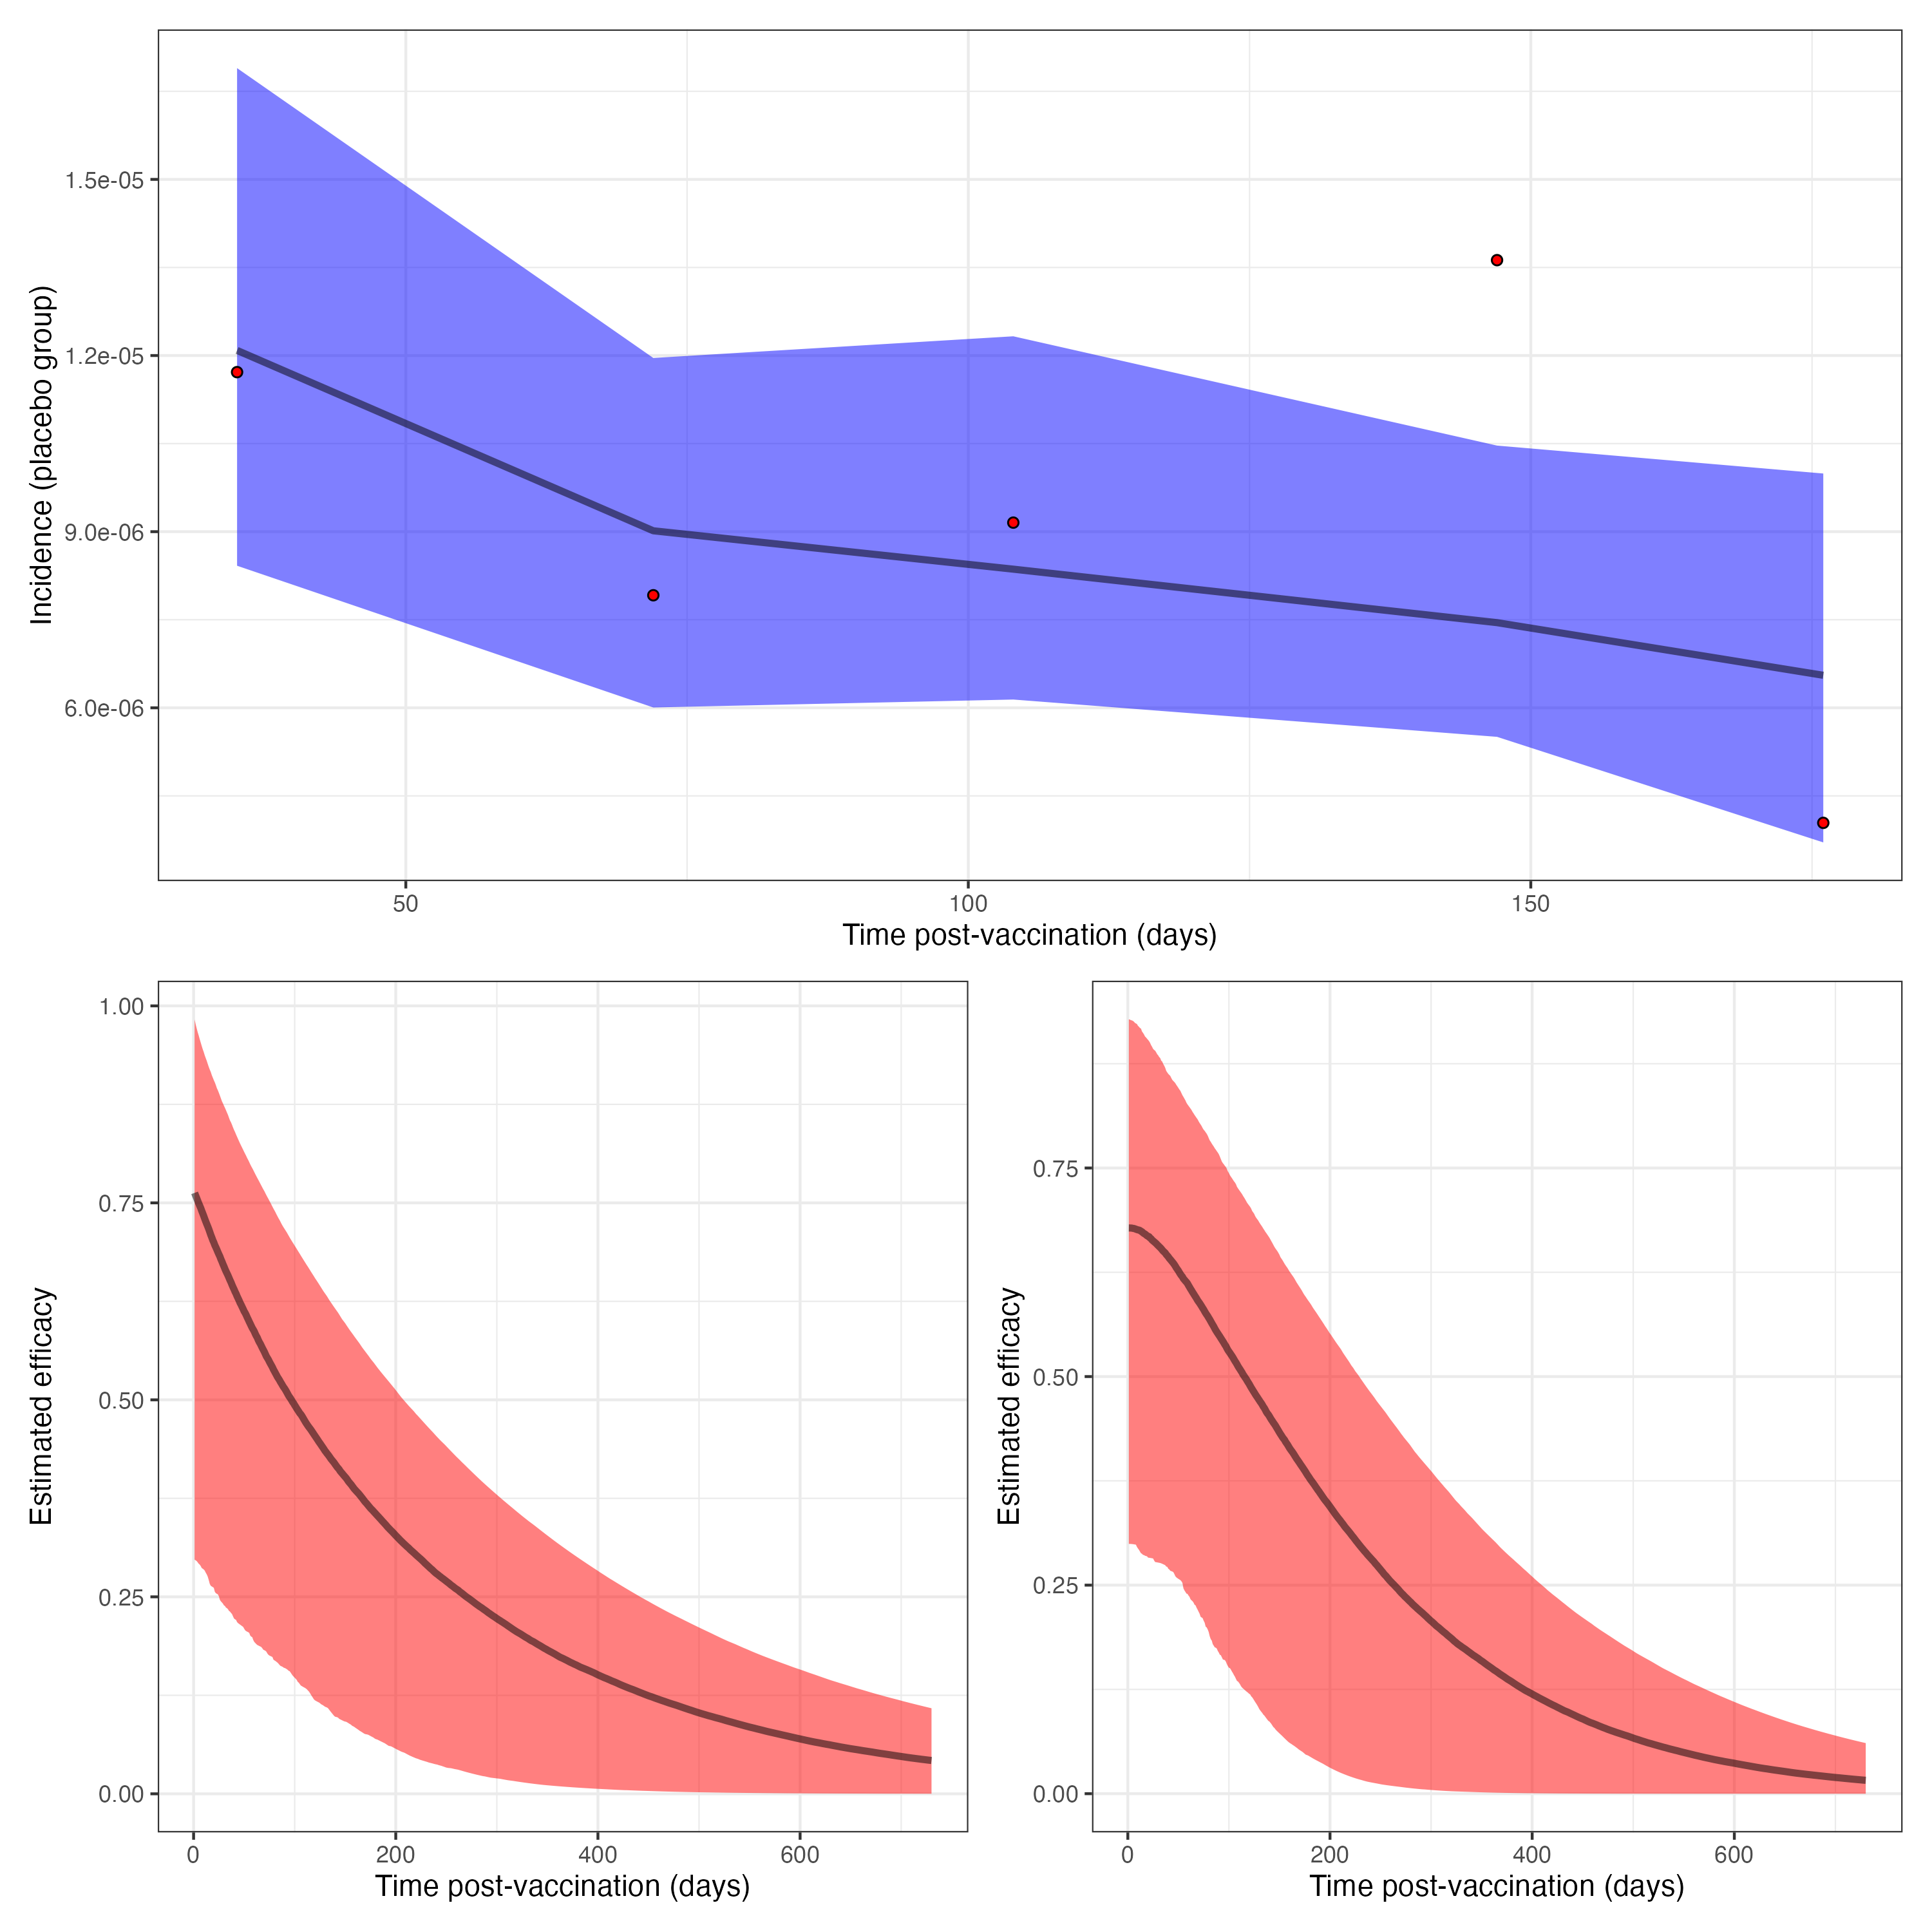 Incidence (placebo group)
1.5e-05
1.2e-05
9.0e-06
6.0e-06
50 100 150
Time post-vaccination (days)
Estimated efficacy
1.00
0.75
0.50
0.25
0.00
0 200 400 600
Time post-vaccination (days)
Estimated efficacy
0.75
0.50
0.25
0.00
0 200 400 600
Time post-vaccination (days)